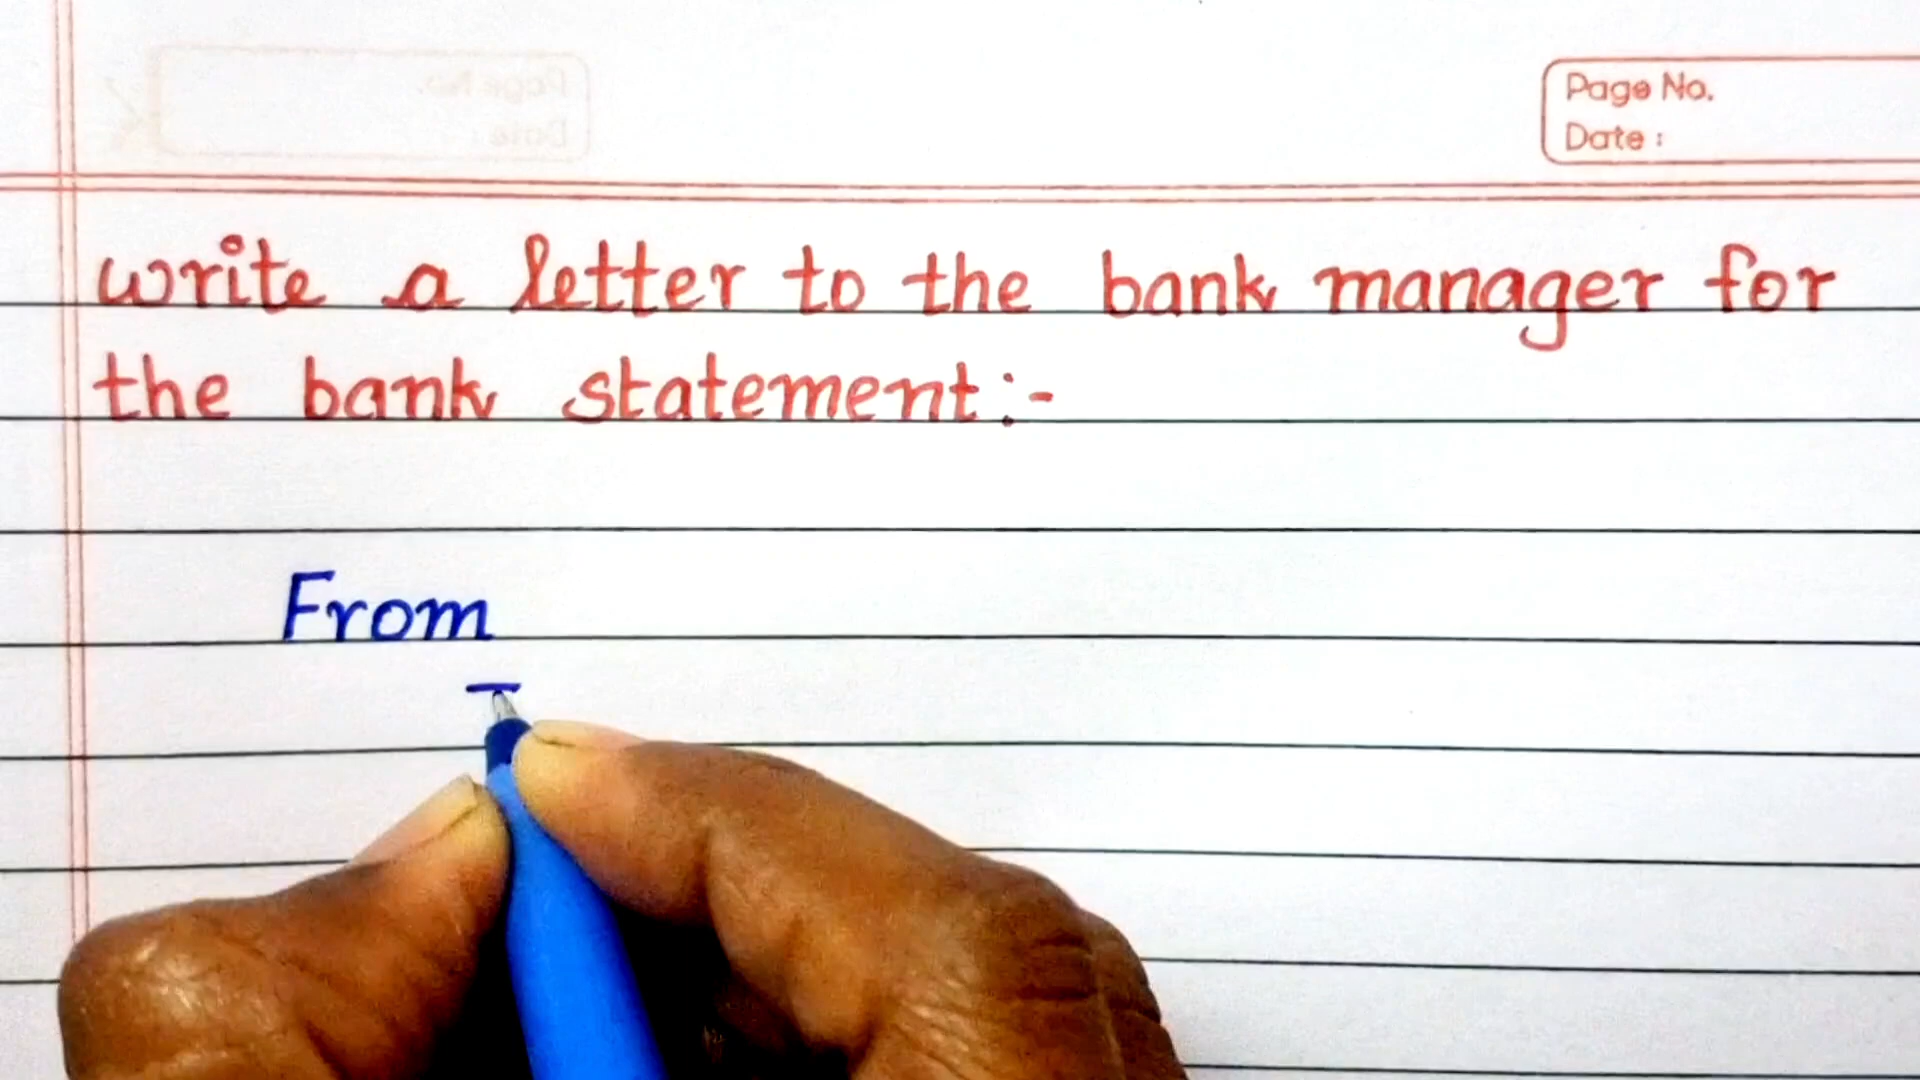 Page No.
Date :
write a letter to the bank manager for
the bank statement:-
From